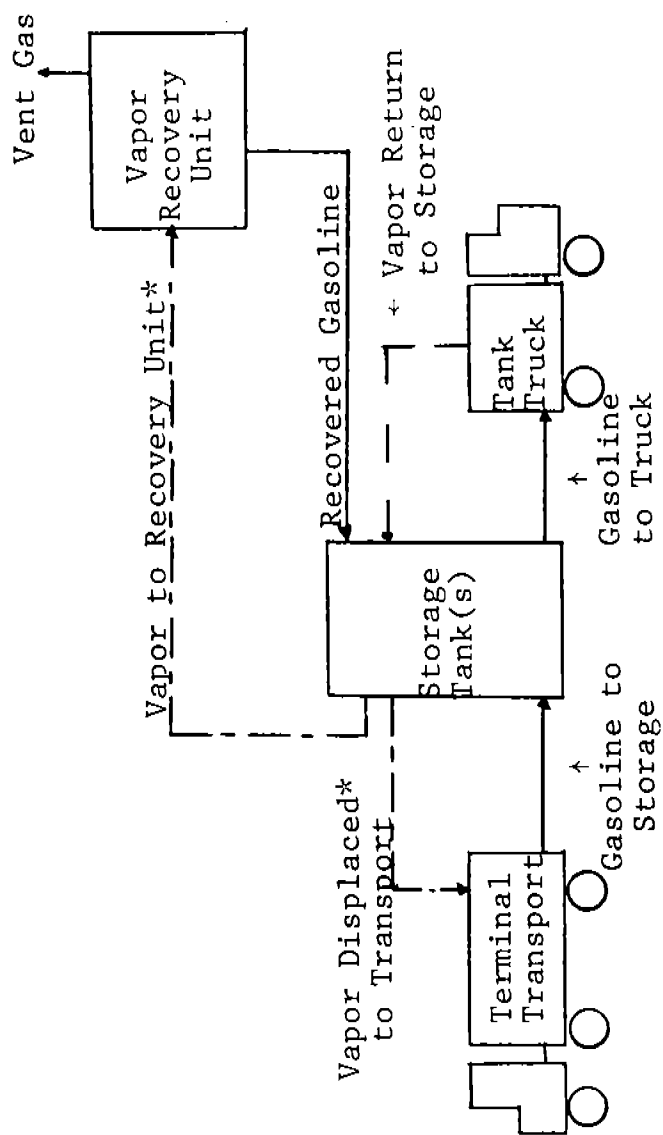 Vent Gas
Vapor
Recovery
Unit
Vapor to Recovery Unit*
Recovered Gasoline
← Vapor Return
to Storage
Vapor Displaced*
to Transport
Storage
Tank(s)
Tank
Truck
Terminal
Transport
↑
Gasoline to
Storage
↑
Gasoline
to Truck